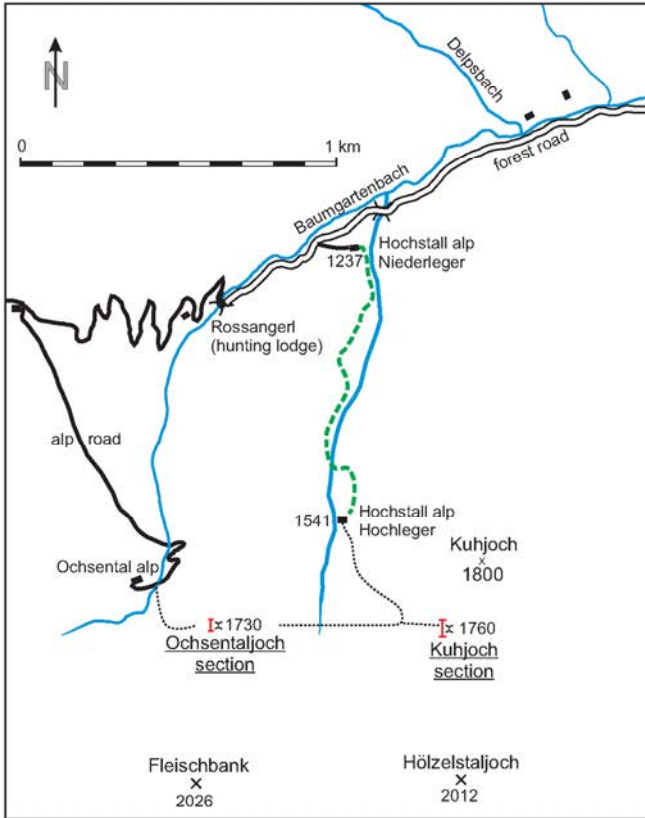 N
Delpsbach
0
1 km
forest road
Baumgartenbach
Hochstall alp
Niederleger
1237
Rossangerl
(hunting lodge)
alp road
1541
Hochstall alp
Hochleger
Kuhjoch
1800
Ochsental alp
1730
Ochsentaljoch
section
1760
Kuhjoch
section
Fleischbank
2026
Hölzelstaljoch
2012